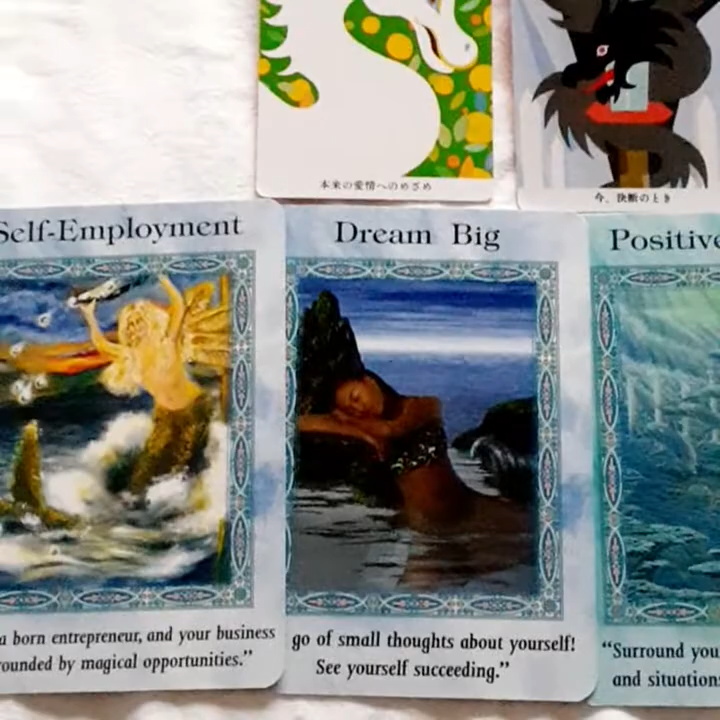 本来の愛情へのめざめ
今、決断のとき
Self-Employment
Dream Big
Positive
a born entrepreneur, and your business
ounded by magical opportunities.”
go of small thoughts about yourself!
See yourself succeeding.”
“Surround you
and situations